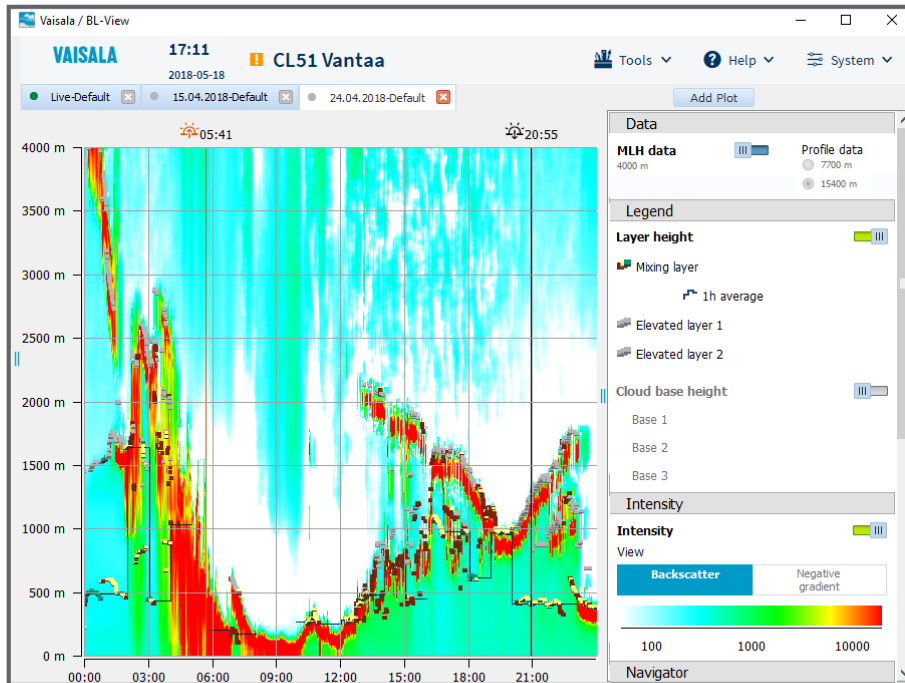 Vaisala / BL-View
VAISALA
17:11
2018-05-18
CL51 Vantaa
Tools
Help
System
Live-Default
15.04.2018-Default
24.04.2018-Default
Add Plot
05:41
20:55
4000 m
3500 m
3000 m
2500 m
2000 m
1500 m
1000 m
500 m
0 m
00:00 03:00 06:00 09:00 12:00 15:00 18:00 21:00
Data
MLH data
4000 m
Profile data
7700 m
15400 m
Legend
Layer height
Mixing layer
1h average
Elevated layer 1
Elevated layer 2
Cloud base height
Base 1
Base 2
Base 3
Intensity
Intensity
View
Backscatter
Negative
gradient
100 1000 10000
Navigator